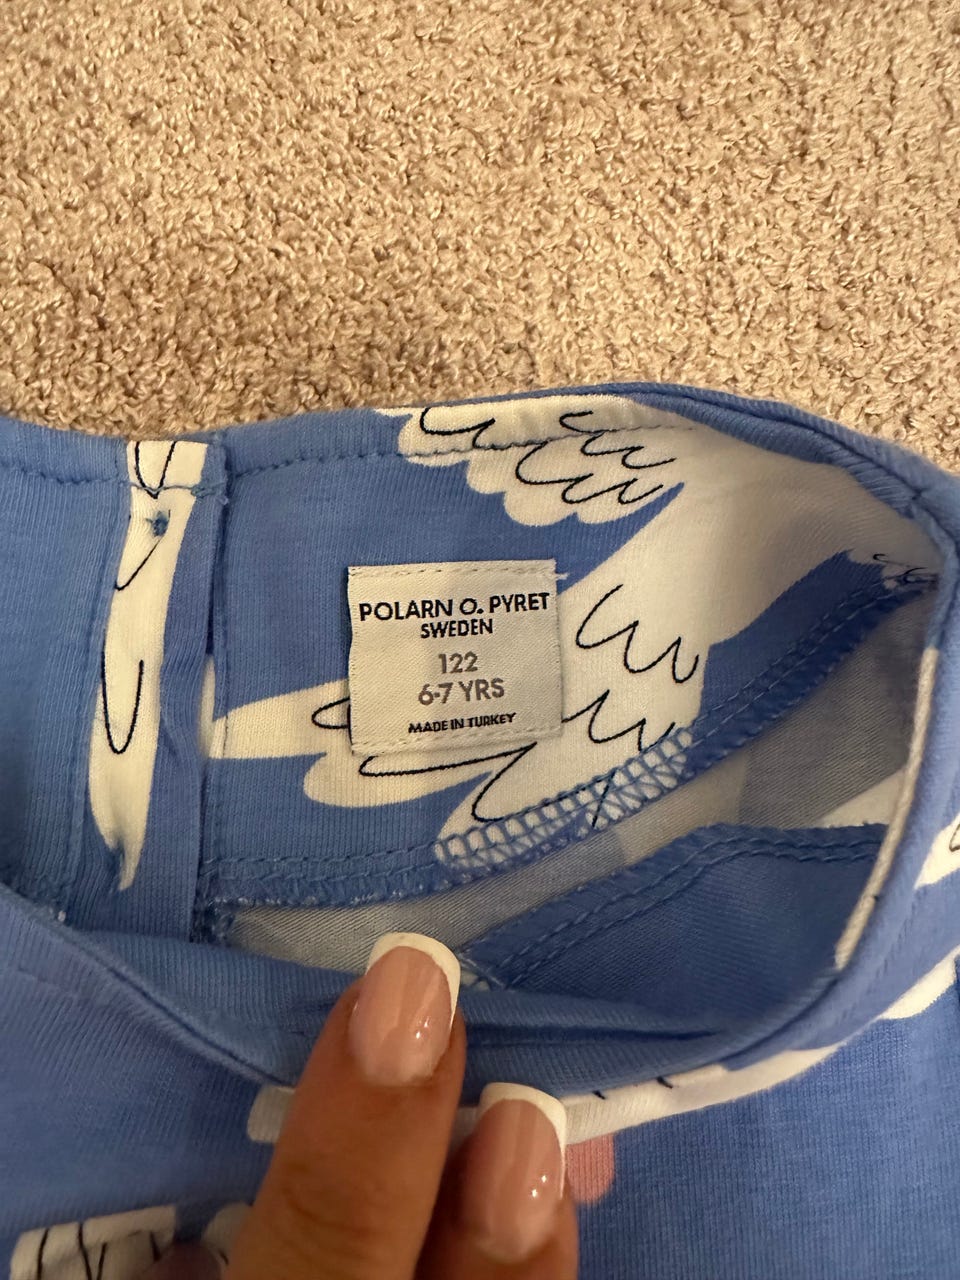 POLARN O. PYRET
SWEDEN
122
6-7 YRS
MADE IN TURKEY